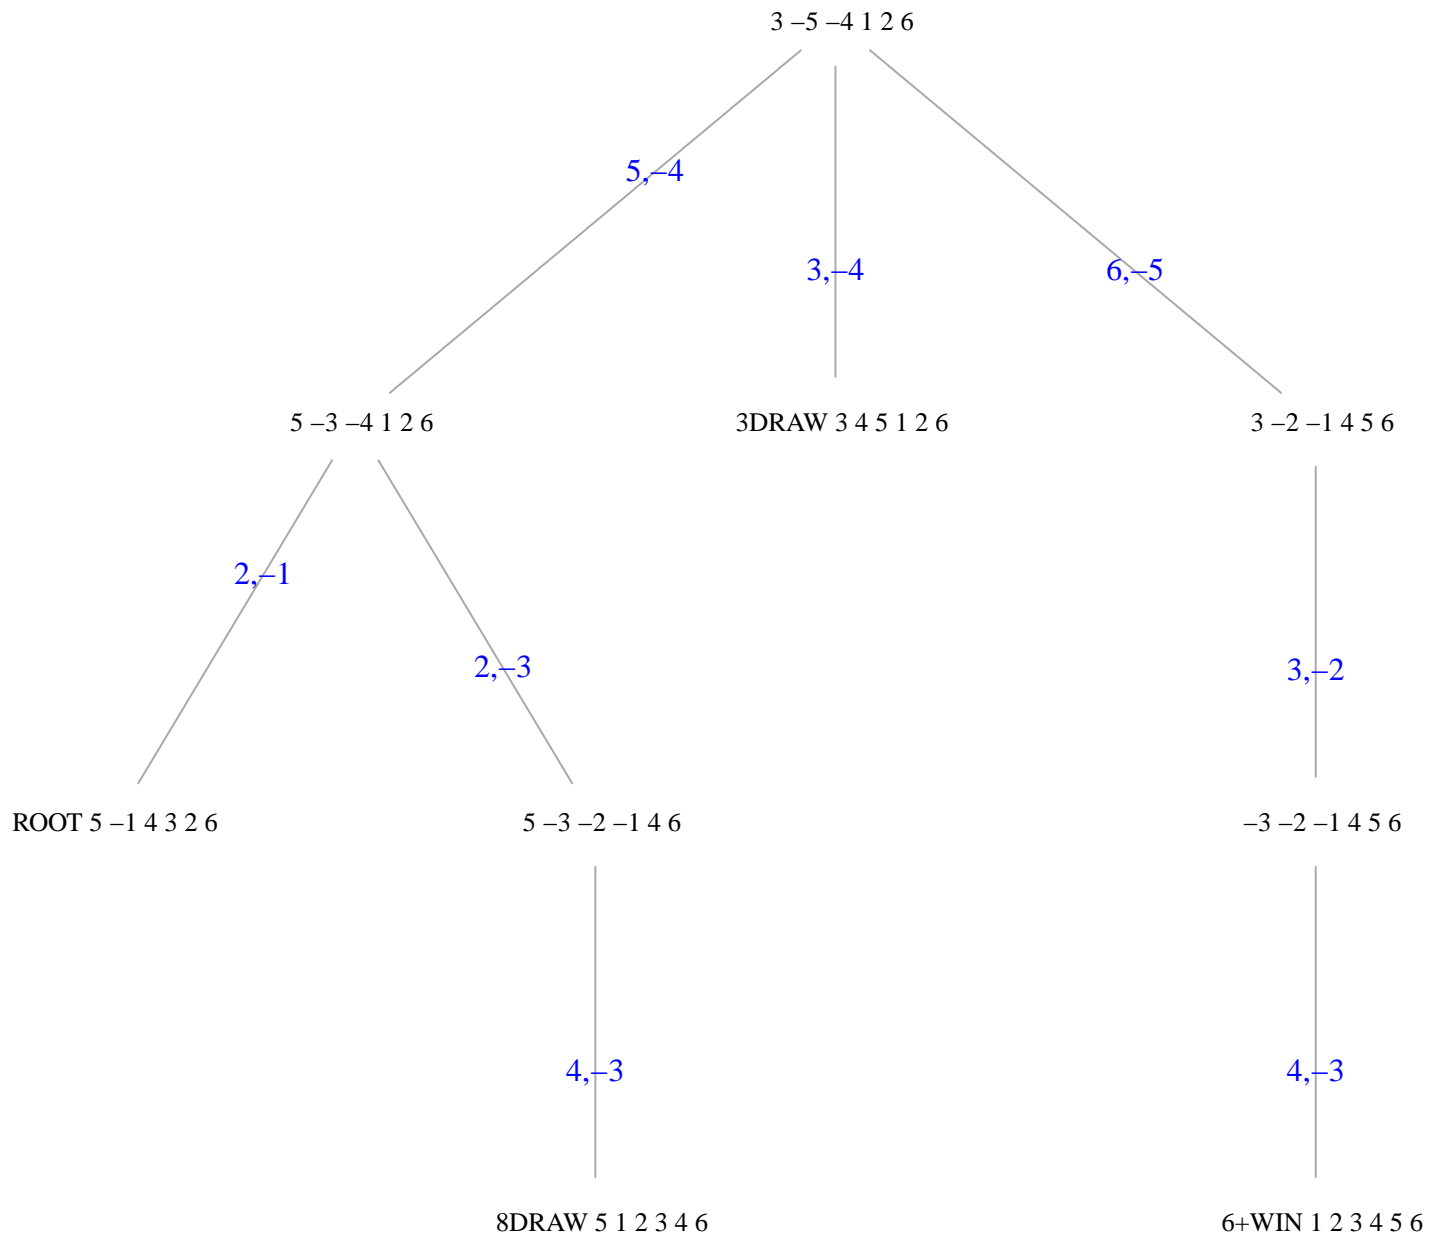 3 –5 –4 1 2 6
5,–4
3,–4
6,–5
5 –3 –4 1 2 6
3DRAW 3 4 5 1 2 6
3 –2 –1 4 5 6
2,–1
2,–3
3,–2
ROOT 5 –1 4 3 2 6
5 –3 –2 –1 4 6
–3 –2 –1 4 5 6
4,–3
4,–3
8DRAW 5 1 2 3 4 6
6+WIN 1 2 3 4 5 6